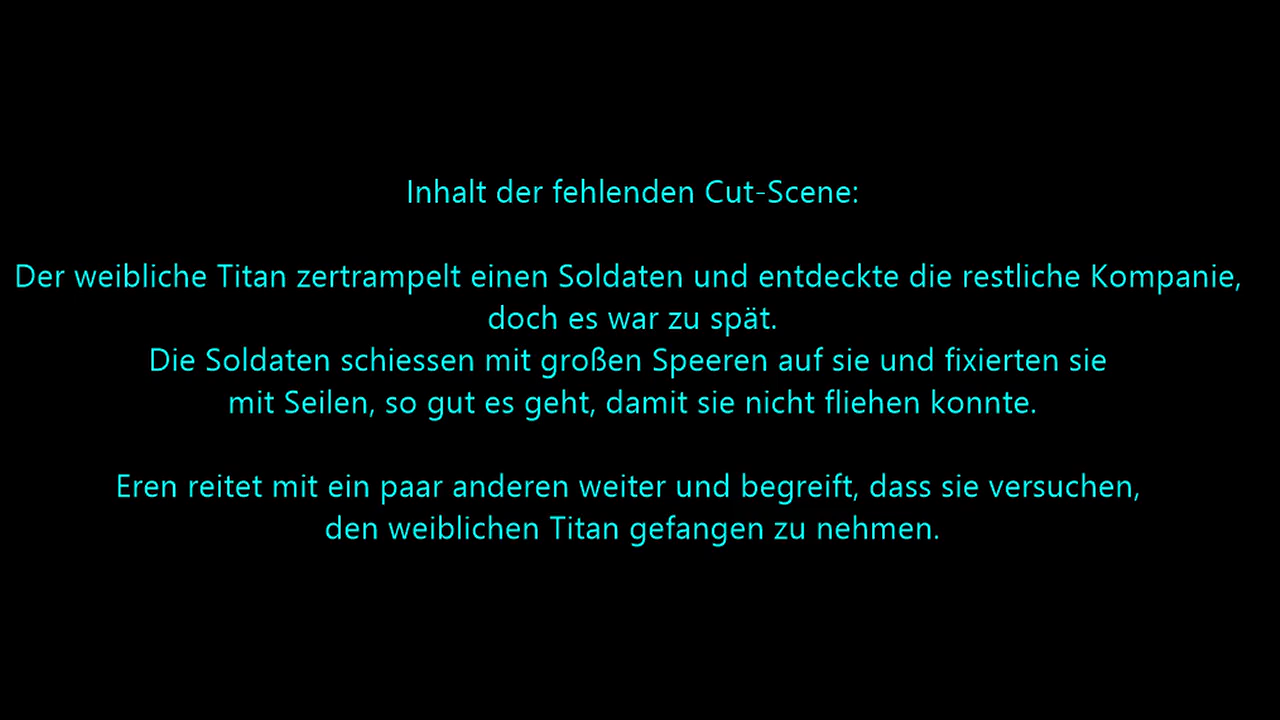 Inhalt der fehlenden Cut-Scene:
Der weibliche Titan zertrampelt einen Soldaten und entdeckte die restliche Kompanie,
doch es war zu spät.
Die Soldaten schiessen mit großen Speeren auf sie und fixierten sie
mit Seilen, so gut es geht, damit sie nicht fliehen konnte.
Eren reitet mit ein paar anderen weiter und begreift, dass sie versuchen,
den weiblichen Titan gefangen zu nehmen.